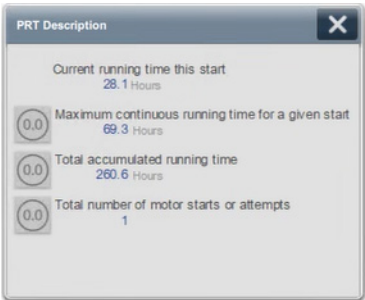 PRT Description
X
Current running time this start
28.1 Hours
0.0
Maximum continuous running time for a given start
69.3 Hours
0.0
Total accumulated running time
260.6 Hours
0.0
Total number of motor starts or attempts
1